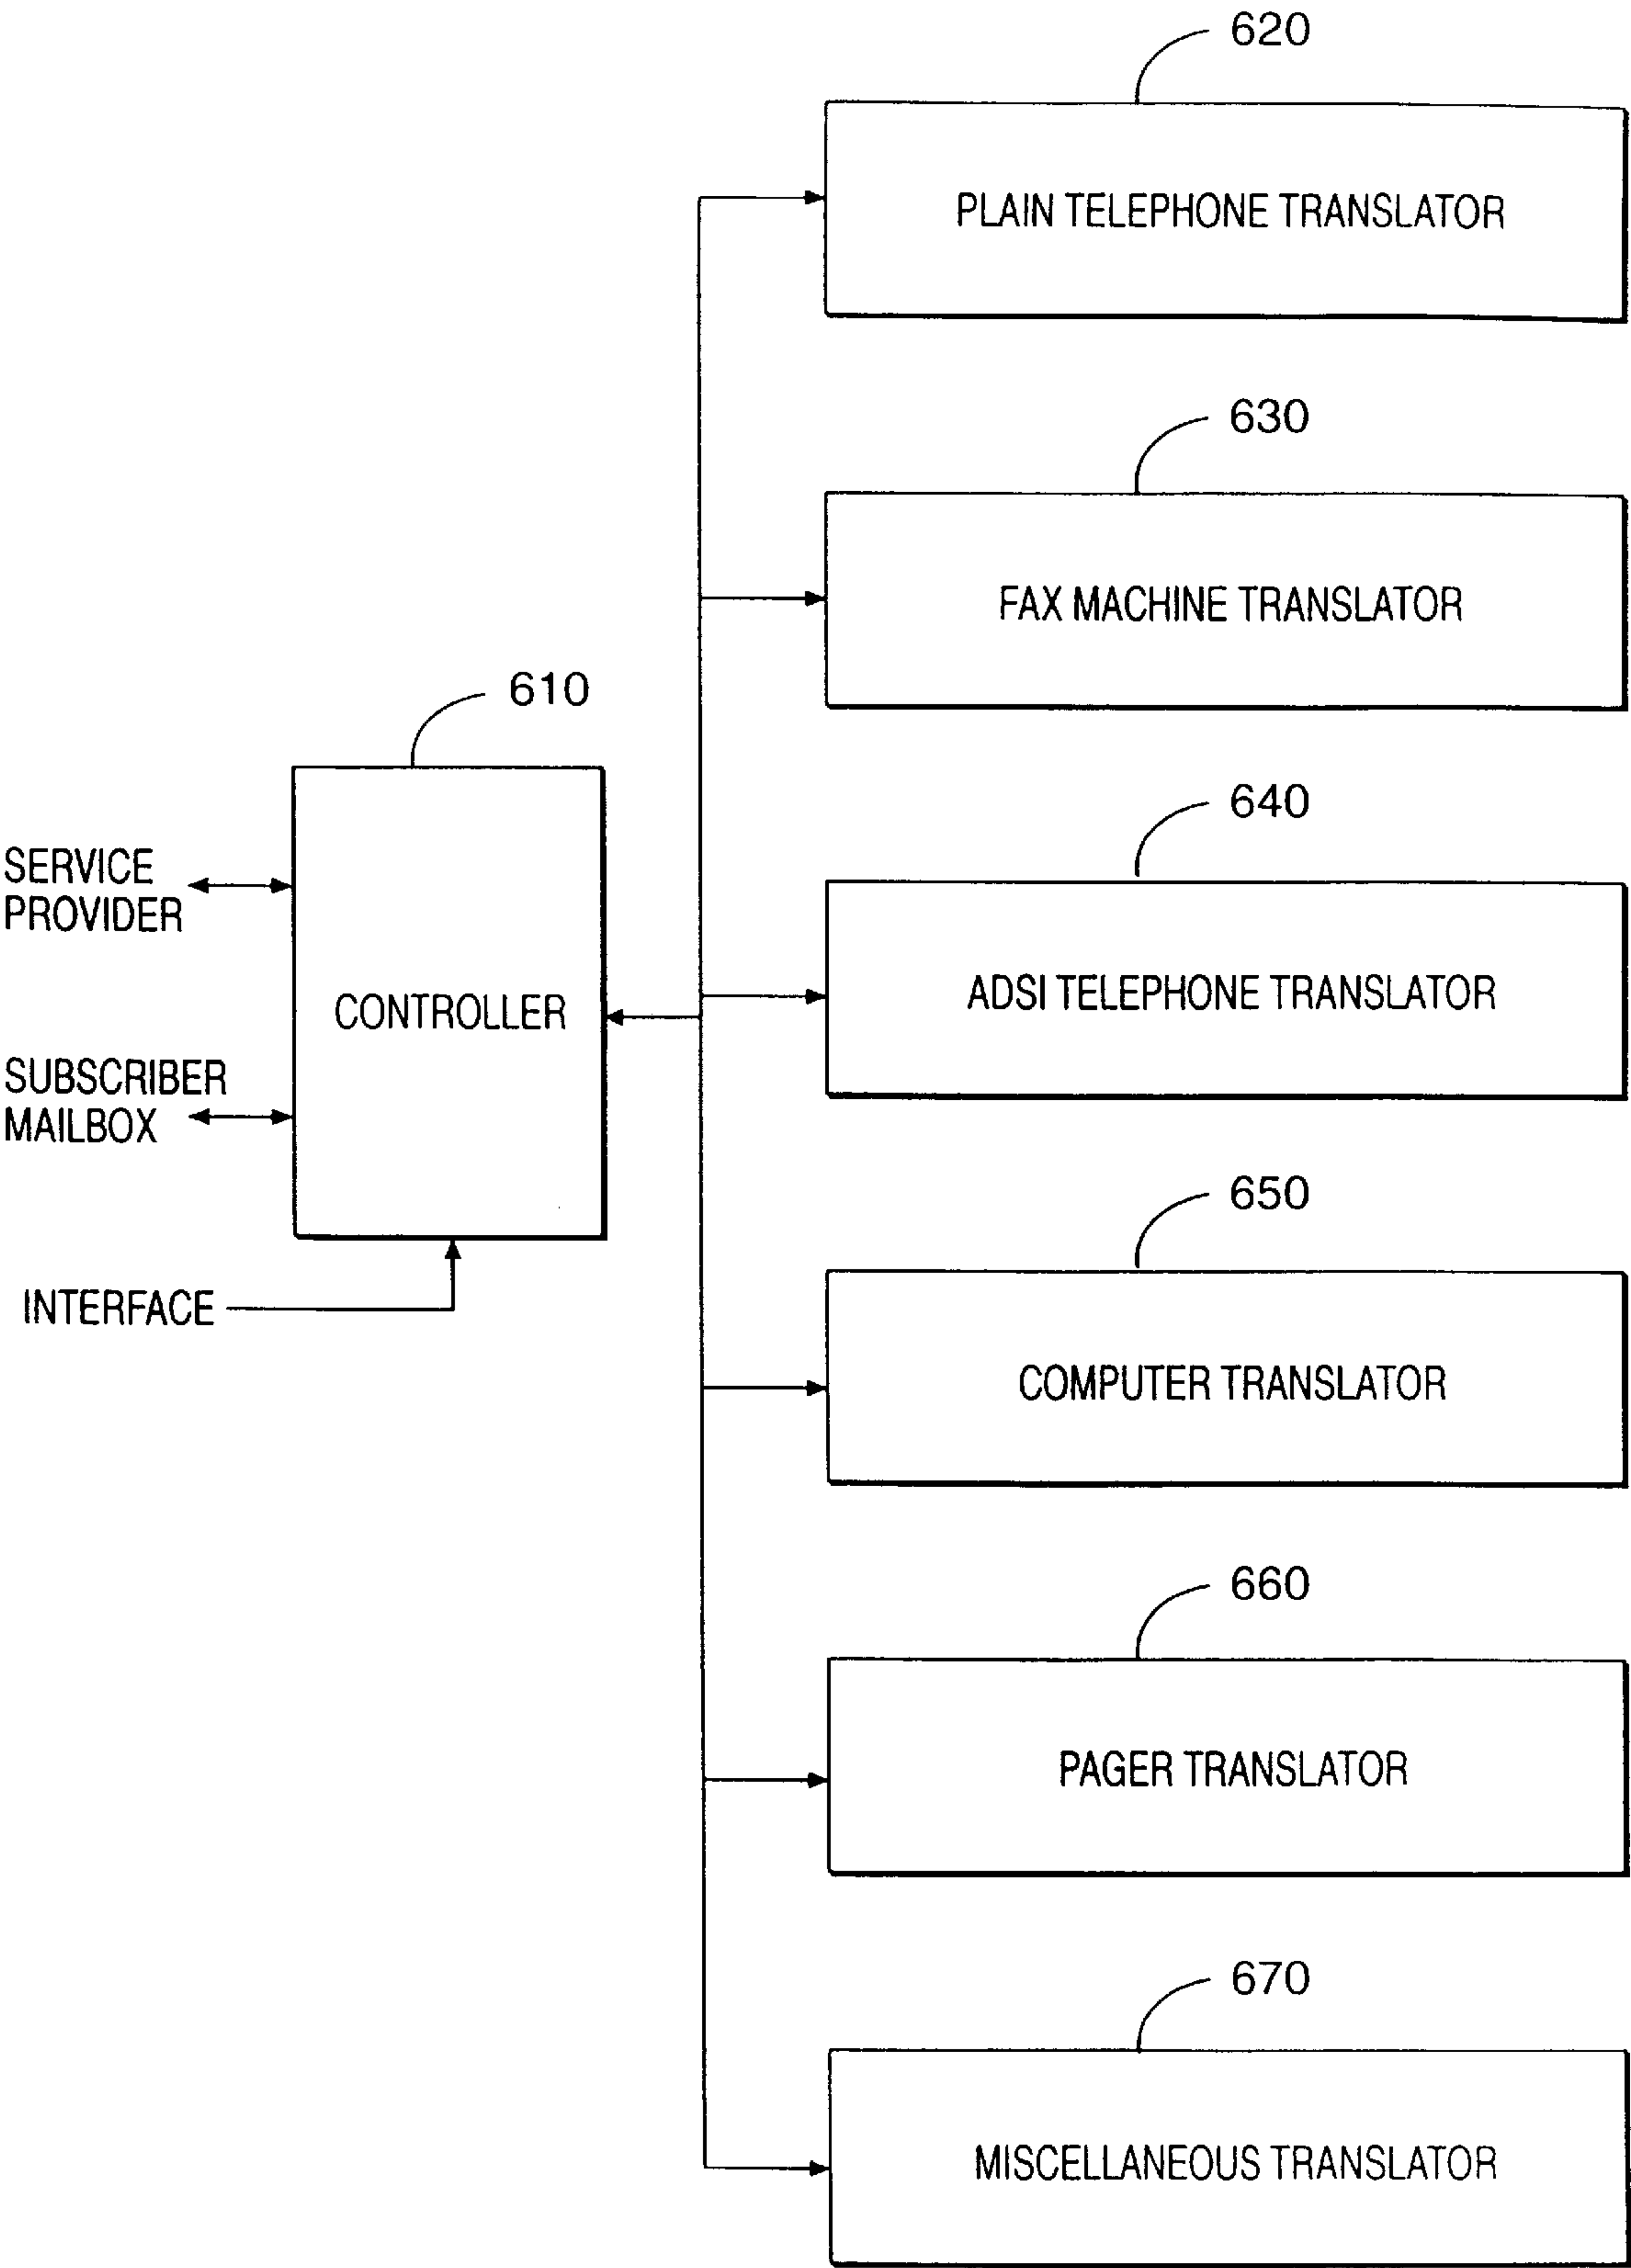 620
PLAIN TELEPHONE TRANSLATOR
630
FAX MACHINE TRANSLATOR
610
640
SERVICE
PROVIDER
CONTROLLER
ADSI TELEPHONE TRANSLATOR
SUBSCRIBER
MAILBOX
650
INTERFACE
COMPUTER TRANSLATOR
660
PAGER TRANSLATOR
670
MISCELLANEOUS TRANSLATOR